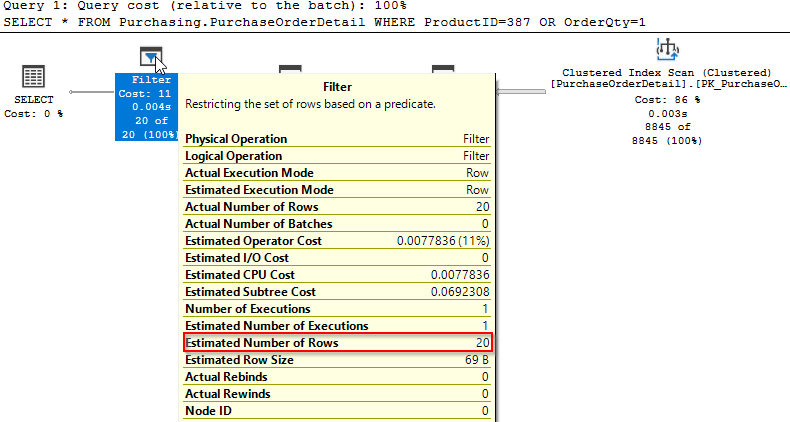 Query 1: Query cost (relative to the batch): 100%
SELECT * FROM Purchasing.PurchaseOrderDetail WHERE ProductID=387 OR OrderQty=1
SELECT
Cost: 0 %
Filter
Cost: 11
0.004s
20 of
20 (100%)
Clustered Index Scan (Clustered)
[PurchaseOrderDetail].[PK_PurchaseO…
Cost: 86 %
0.003s
8845 of
8845 (100%)
Filter
Restricting the set of rows based on a predicate.
Physical Operation Filter
Logical Operation Filter
Actual Execution Mode Row
Estimated Execution Mode Row
Actual Number of Rows 20
Actual Number of Batches 0
Estimated Operator Cost 0.0077836 (11%)
Estimated I/O Cost 0
Estimated CPU Cost 0.0077836
Estimated Subtree Cost 0.0692308
Number of Executions 1
Estimated Number of Executions 1
Estimated Number of Rows 20
Estimated Row Size 69 B
Actual Rebinds 0
Actual Rewinds 0
Node ID 0